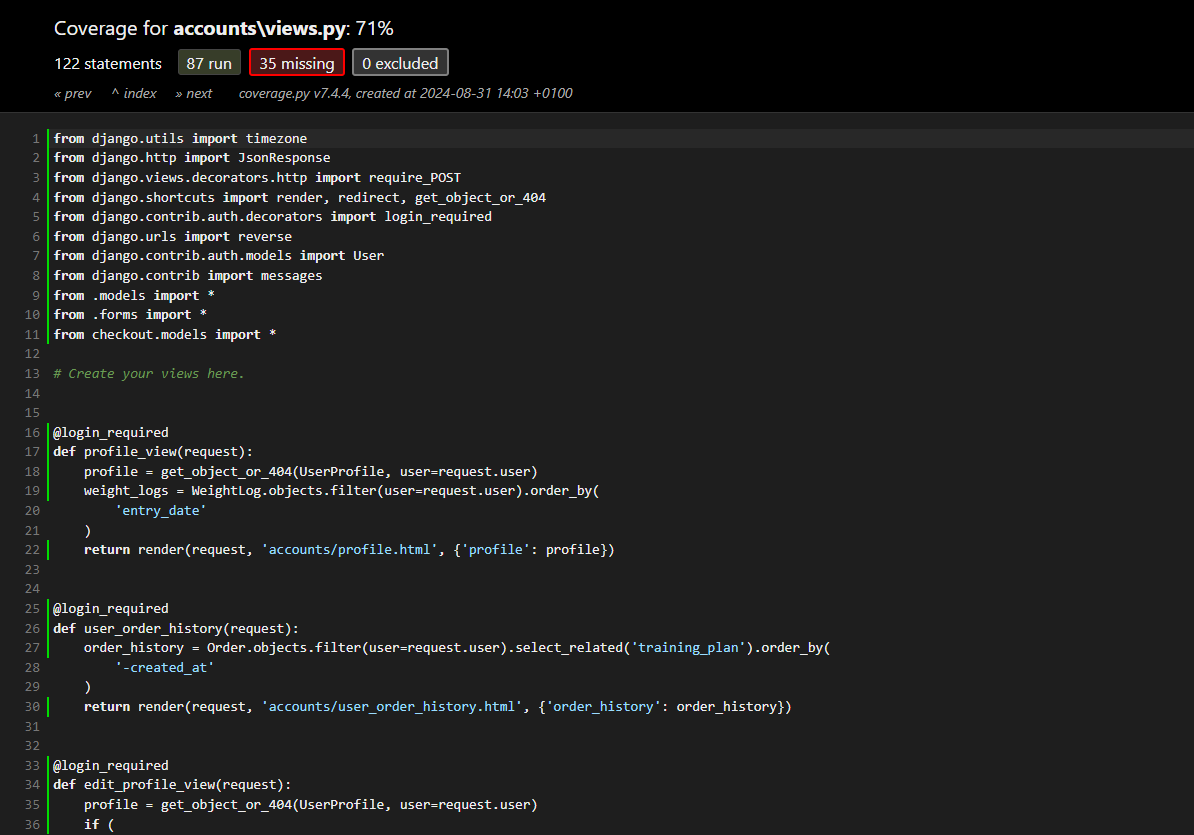 Coverage for accounts\views.py: 71%
122 statements 87 run 35 missing 0 excluded
« prev ^ index » next coverage.py v7.4.4, created at 2024-08-31 14:03 +0100
1 from django.utils import timezone
2 from django.http import JsonResponse
3 from django.views.decorators.http import require_POST
4 from django.shortcuts import render, redirect, get_object_or_404
5 from django.contrib.auth.decorators import login_required
6 from django.urls import reverse
7 from django.contrib.auth.models import User
8 from django.contrib import messages
9 from .models import *
10 from .forms import *
11 from checkout.models import *
12
13 # Create your views here.
14
15
16 @login_required
17 def profile_view(request):
18     profile = get_object_or_404(UserProfile, user=request.user)
19     weight_logs = WeightLog.objects.filter(user=request.user).order_by(
20         'entry_date'
21     )
22     return render(request, 'accounts/profile.html', {'profile': profile})
23
24
25 @login_required
26 def user_order_history(request):
27     order_history = Order.objects.filter(user=request.user).select_related('training_plan').order_by(
28         '-created_at'
29     )
30     return render(request, 'accounts/user_order_history.html', {'order_history': order_history})
31
32
33 @login_required
34 def edit_profile_view(request):
35     profile = get_object_or_404(UserProfile, user=request.user)
36     if (